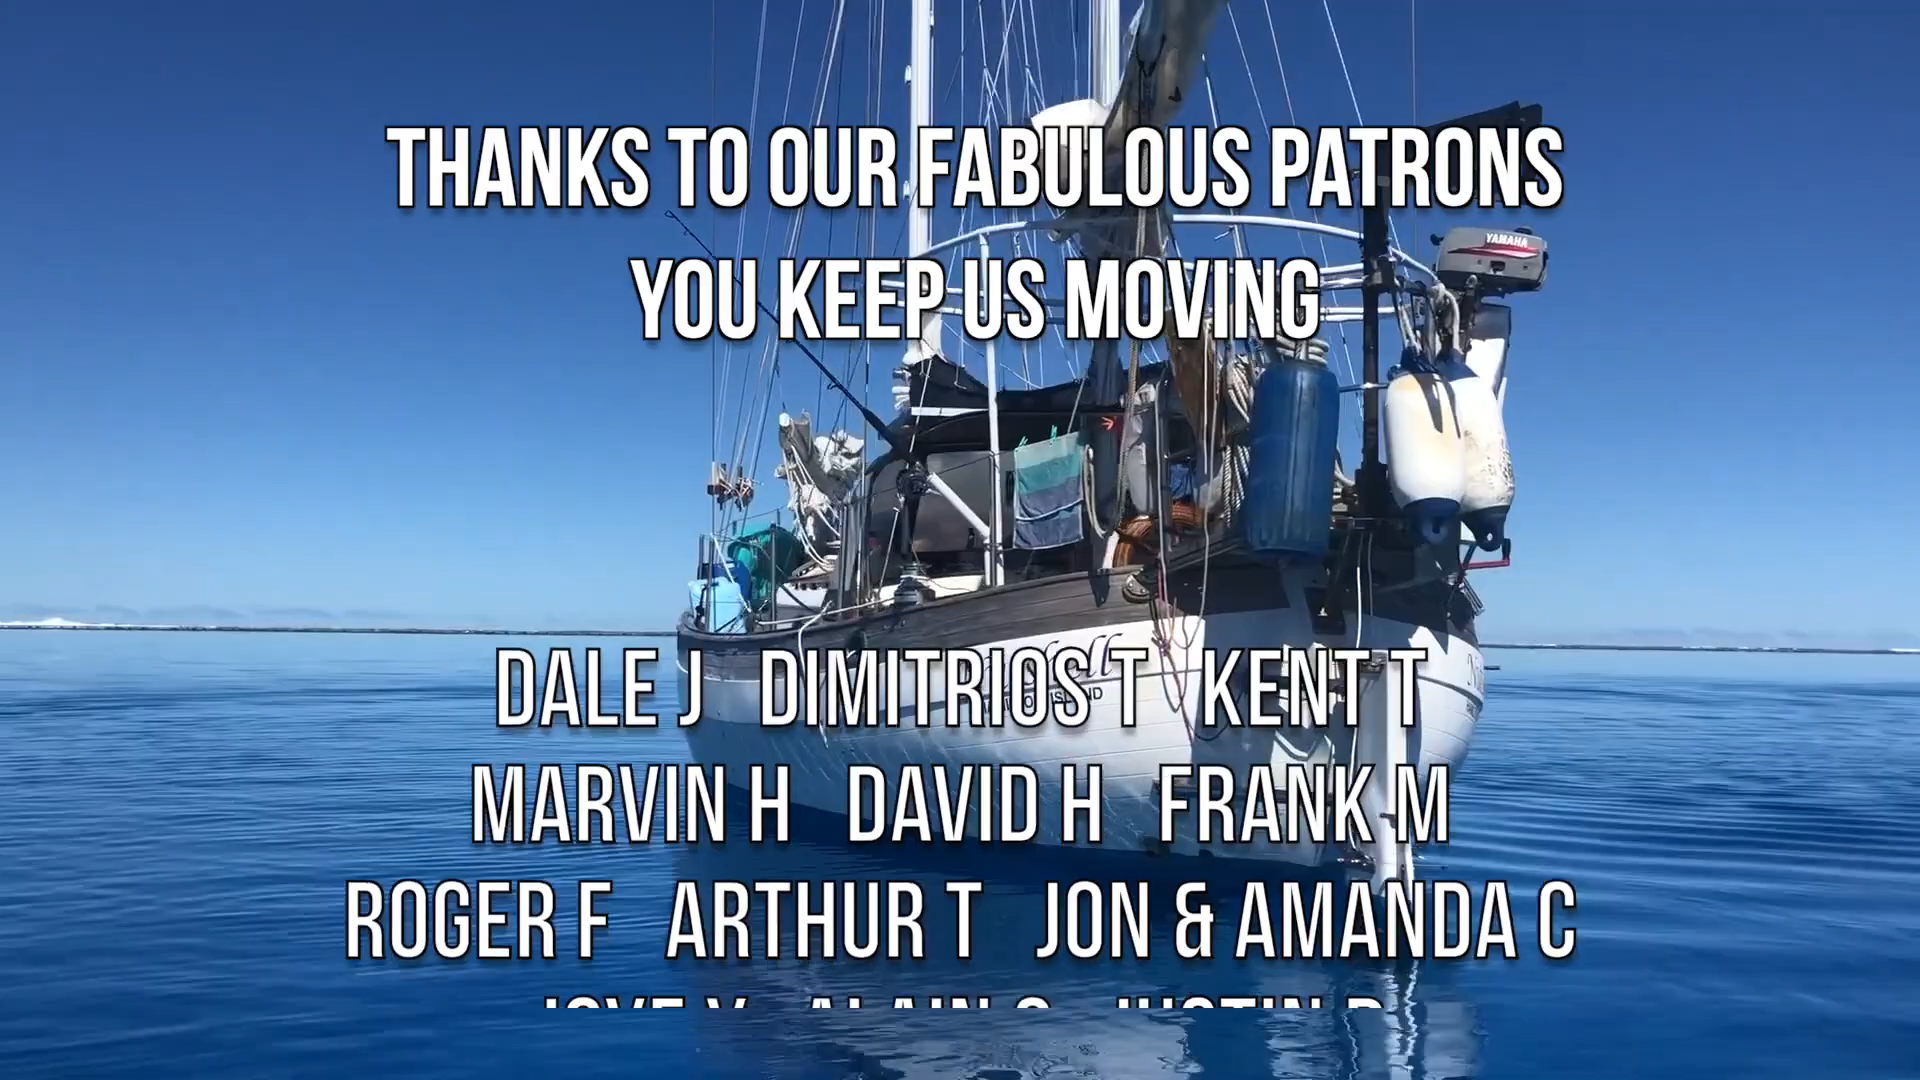 THANKS TO OUR FABULOUS PATRONS
YOU KEEP US MOVING
YAMAHA
DALE J DIMITRIOS T KENT T
MARVIN H DAVID H FRANK M
ROGER F ARTHUR T JON & AMANDA C